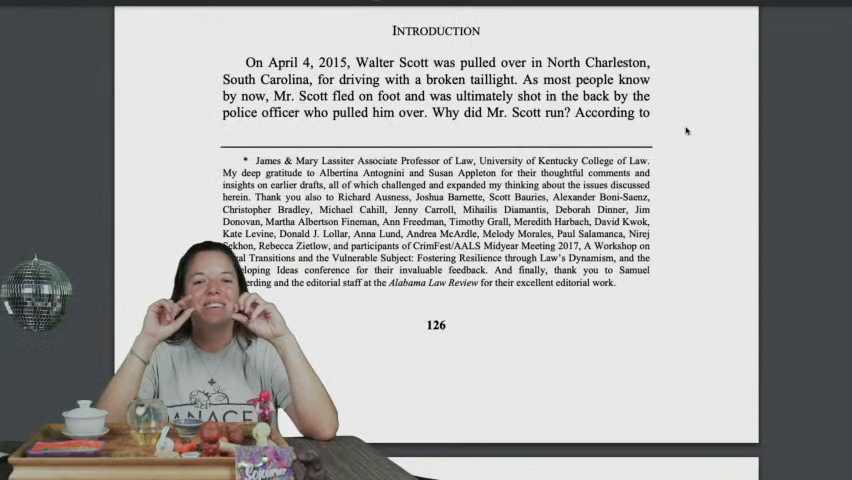 INTRODUCTION
On April 4, 2015, Walter Scott was pulled over in North Charleston,
South Carolina, for driving with a broken taillight. As most people know
by now, Mr. Scott fled on foot and was ultimately shot in the back by the
police officer who pulled him over. Why did Mr. Scott run? According to
* James & Mary Lassiter Associate Professor of Law, University of Kentucky College of Law.
My deep gratitude to Albertina Antognini and Susan Appleton for their thoughtful comments and
insights on earlier drafts, all of which challenged and expanded my thinking about the issues discussed
herein. Thank you also to Richard Ausness, Joshua Barnette, Scott Bauries, Alexander Boni-Saenz,
Christopher Bradley, Michael Cahill, Jenny Carroll, Mihailis Diamantis, Deborah Dinner, Jim
Donovan, Martha Albertson Fineman, Ann Freedman, Timothy Grall, Meredith Harbach, David Kwok,
Kate Levine, Donald J. Lollar, Anna Lund, Andrea McArdle, Melody Morales, Paul Salamanca, Nirej
Sekhon, Rebecca Zietlow, and participants of CrimFest/AALS Midyear Meeting 2017, A Workshop on
Transitions and the Vulnerable Subject: Fostering Resilience through Law's Dynamism, and the
eloping Ideas conference for their invaluable feedback. And finally, thank you to Samuel
erding and the editorial staff at the Alabama Law Review for their excellent editorial work.
126
ANACE
Sojourner